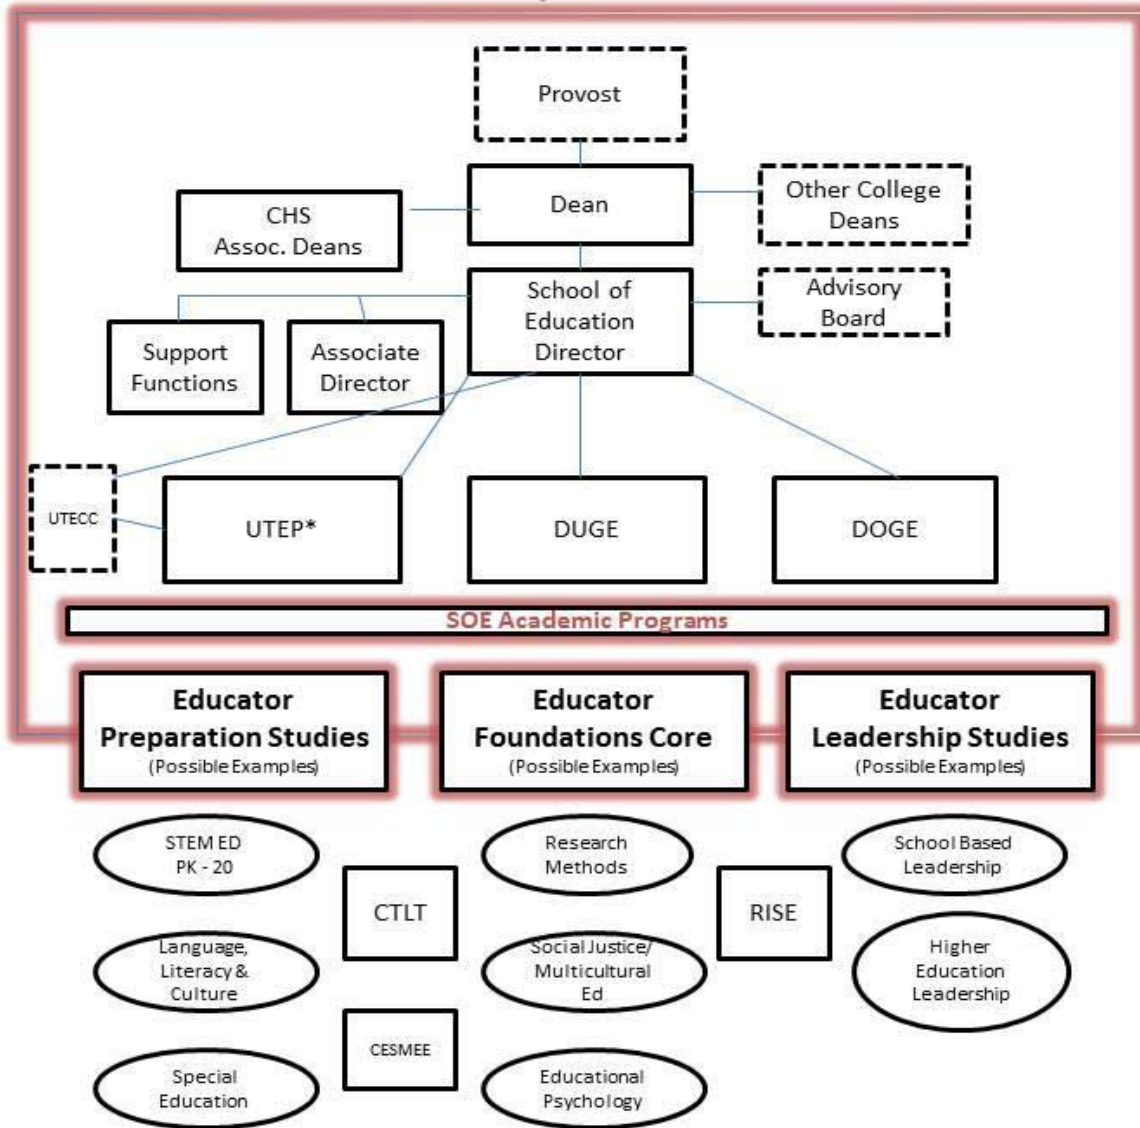 Provost
Dean
Other College
Deans
CHS
Assoc. Deans
School of
Education
Director
Advisory
Board
Support
Functions
Associate
Director
UTECC
UTEP*
DUGE
DOGE
SOE Academic Programs
Educator
Preparation Studies
(Possible Examples)
Educator
Foundations Core
(Possible Examples)
Educator
Leadership Studies
(Possible Examples)
STEM ED
PK - 20
Research
Methods
School Based
Leadership
CTLT
RISE
Language,
Literacy &
Culture
Social Justice/
Multicultural
Ed
Higher
Education
Leadership
CESMEE
Special
Education
Educational
Psychology